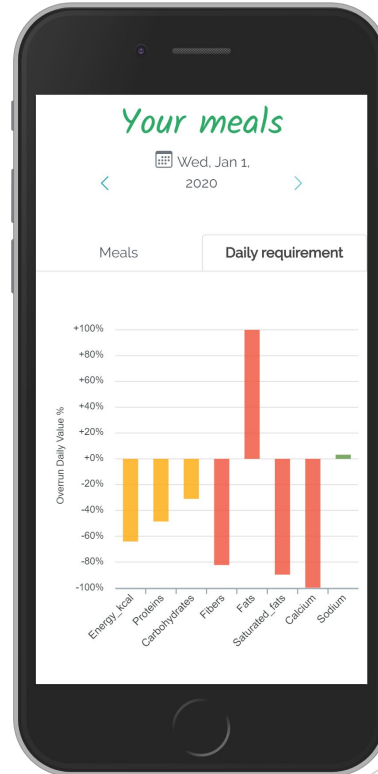 Your meals
Wed, Jan 1,
2020
Meals
Daily requirement
Overrun Daily Value %
+100%
+80%
+60%
+40%
+20%
+0%
-20%
-40%
-60%
-80%
-100%
Energy_kcal
Proteins
Carbohydrates
Fibers
Fats
Saturated_fats
Calcium
Sodium